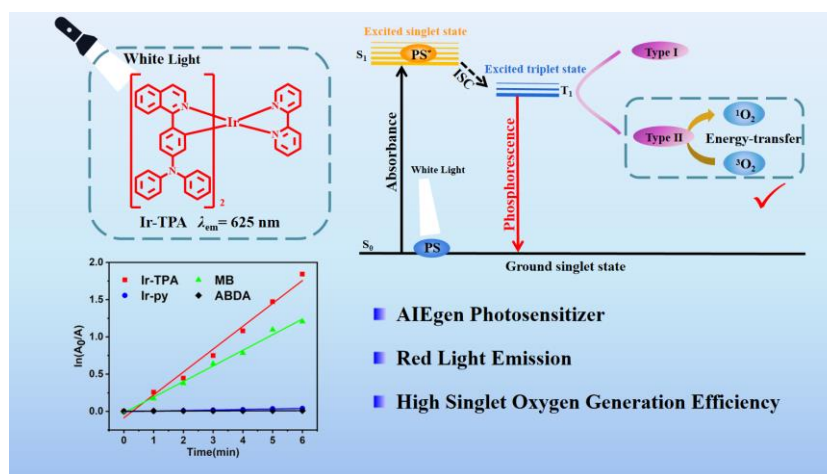 White Light
N
N
Ir
N
N
2
Ir-TPA λem= 625 nm
Excited singlet state
S1
PS*
ISC
Excited triplet state
T1
Type I
Type II
1O2
Energy-transfer
3O2
Absorbance
White Light
Phosphorescence
S0
PS
Ground singlet state
ln(A0/A)
2.0
1.5
1.0
0.5
0.0
Ir-TPA
MB
Ir-py
ABDA
0 1 2 3 4 5 6
Time(min)
AIEgen Photosensitizer
Red Light Emission
High Singlet Oxygen Generation Efficiency